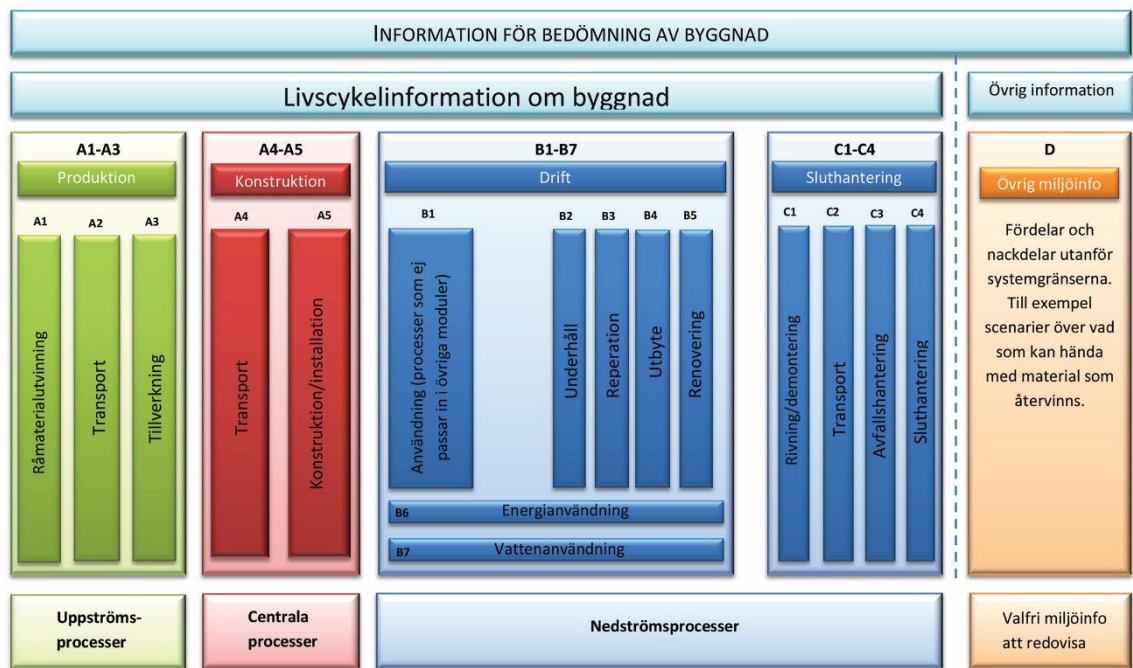 INFORMATION FÖR BEDÖMNING AV BYGGNAD
Livscykelinformation om byggnad
Övrig information
A1-A3
Produktion
A1
A2
A3
Råmaterialutvinning
Transport
Tillverkning
A4-A5
Konstruktion
A4
A5
Transport
Konstruktion/installation
B1-B7
Drift
B1
B2
B3
B4
B5
Användning (processer som ej
passar in i övriga moduler)
Underhåll
Reperation
Utbyte
Renovering
B6
Energianvändning
B7
Vattenanvändning
C1-C4
Sluthantering
C1
C2
C3
C4
Rivning/demontering
Transport
Avfallshantering
Sluthantering
D
Övrig miljöinfo
Fördelar och
nackdelar utanför
systemgränserna.
Till exempel
scenarier över vad
som kan hända
med material som
återvinns.
Uppströms-
processer
Centrala
processer
Nedströmsprocesser
Valfri miljöinfo
att redovisa